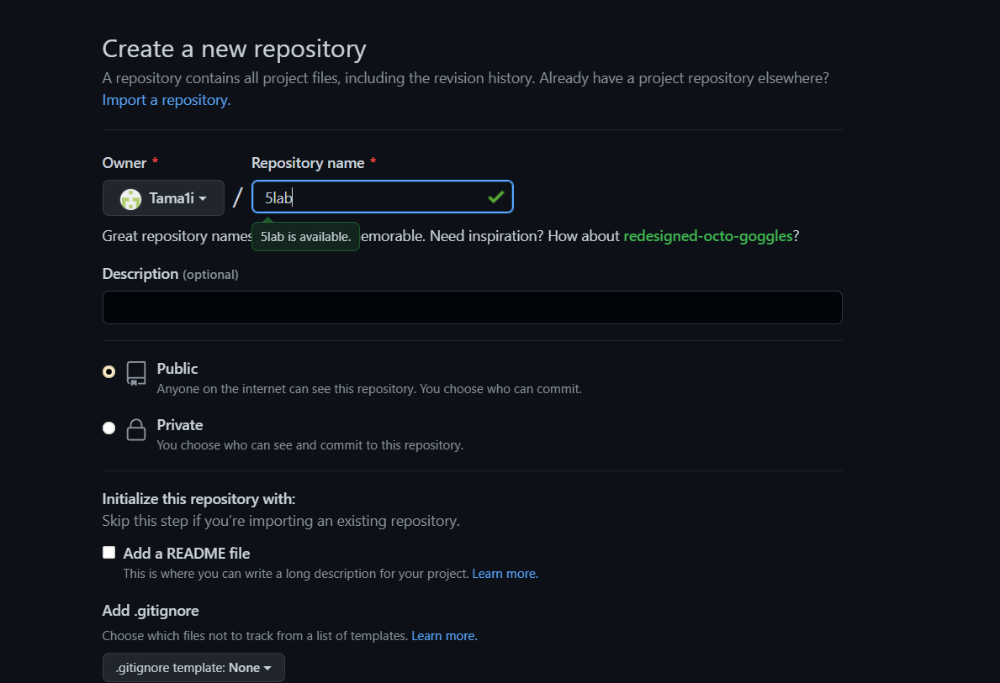 Create a new repository
A repository contains all project files, including the revision history. Already have a project repository elsewhere?
Import a repository.
Owner *
Repository name *
Tama1i
/
5lab
Great repository names
5lab is available.
emorable. Need inspiration? How about redesigned-octo-goggles?
Description (optional)
Public
Anyone on the internet can see this repository. You choose who can commit.
Private
You choose who can see and commit to this repository.
Initialize this repository with:
Skip this step if you’re importing an existing repository.
Add a README file
This is where you can write a long description for your project. Learn more.
Add .gitignore
Choose which files not to track from a list of templates. Learn more.
.gitignore template: None